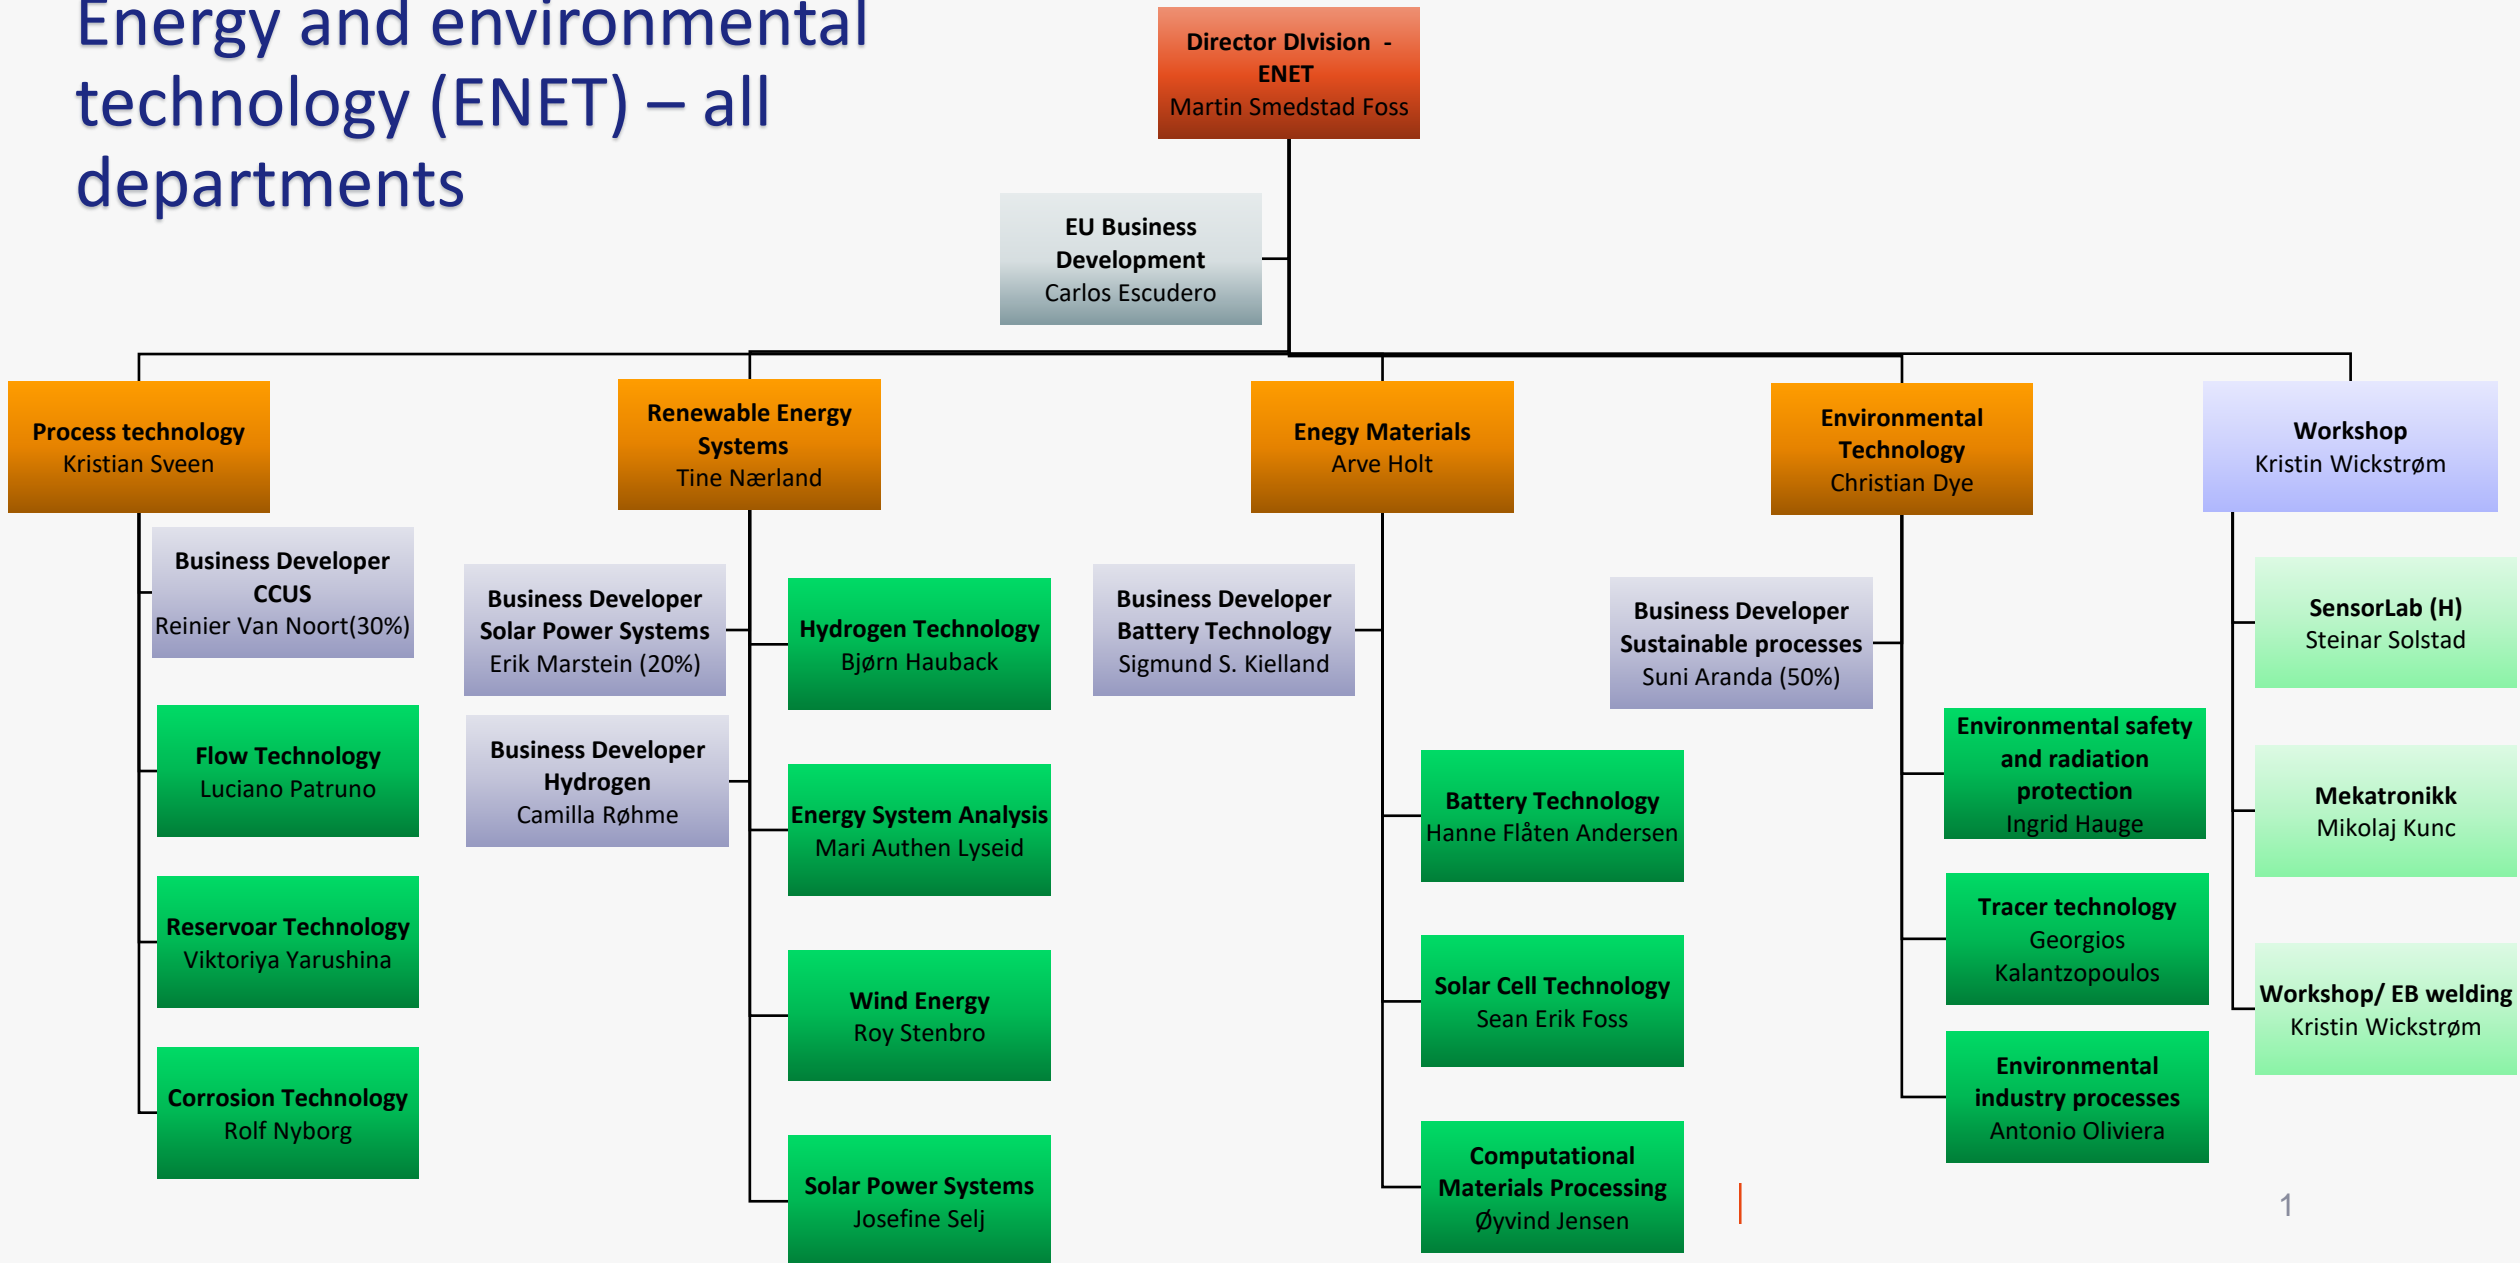 Energy and environmental
technology (ENET) – all
departments
Director DIvision -
ENET
Martin Smedstad Foss
EU Business
Development
Carlos Escudero
Process technology
Kristian Sveen
Business Developer
CCUS
Reinier Van Noort(30%)
Flow Technology
Luciano Patruno
Reservoar Technology
Viktoriya Yarushina
Corrosion Technology
Rolf Nyborg
Renewable Energy
Systems
Tine Nærland
Business Developer
Solar Power Systems
Erik Marstein (20%)
Business Developer
Hydrogen
Camilla Røhme
Hydrogen Technology
Bjørn Hauback
Energy System Analysis
Mari Authen Lyseid
Wind Energy
Roy Stenbro
Solar Power Systems
Josefine Selj
Enegy Materials
Arve Holt
Business Developer
Battery Technology
Sigmund S. Kielland
Battery Technology
Hanne Flåten Andersen
Solar Cell Technology
Sean Erik Foss
Computational
Materials Processing
Øyvind Jensen
Environmental
Technology
Christian Dye
Business Developer
Sustainable processes
Suni Aranda (50%)
Environmental safety
and radiation
protection
Ingrid Hauge
Tracer technology
Georgios
Kalantzopoulos
Environmental
industry processes
Antonio Oliviera
Workshop
Kristin Wickstrøm
SensorLab (H)
Steinar Solstad
Mekatronikk
Mikolaj Kunc
Workshop/ EB welding
Kristin Wickstrøm
1